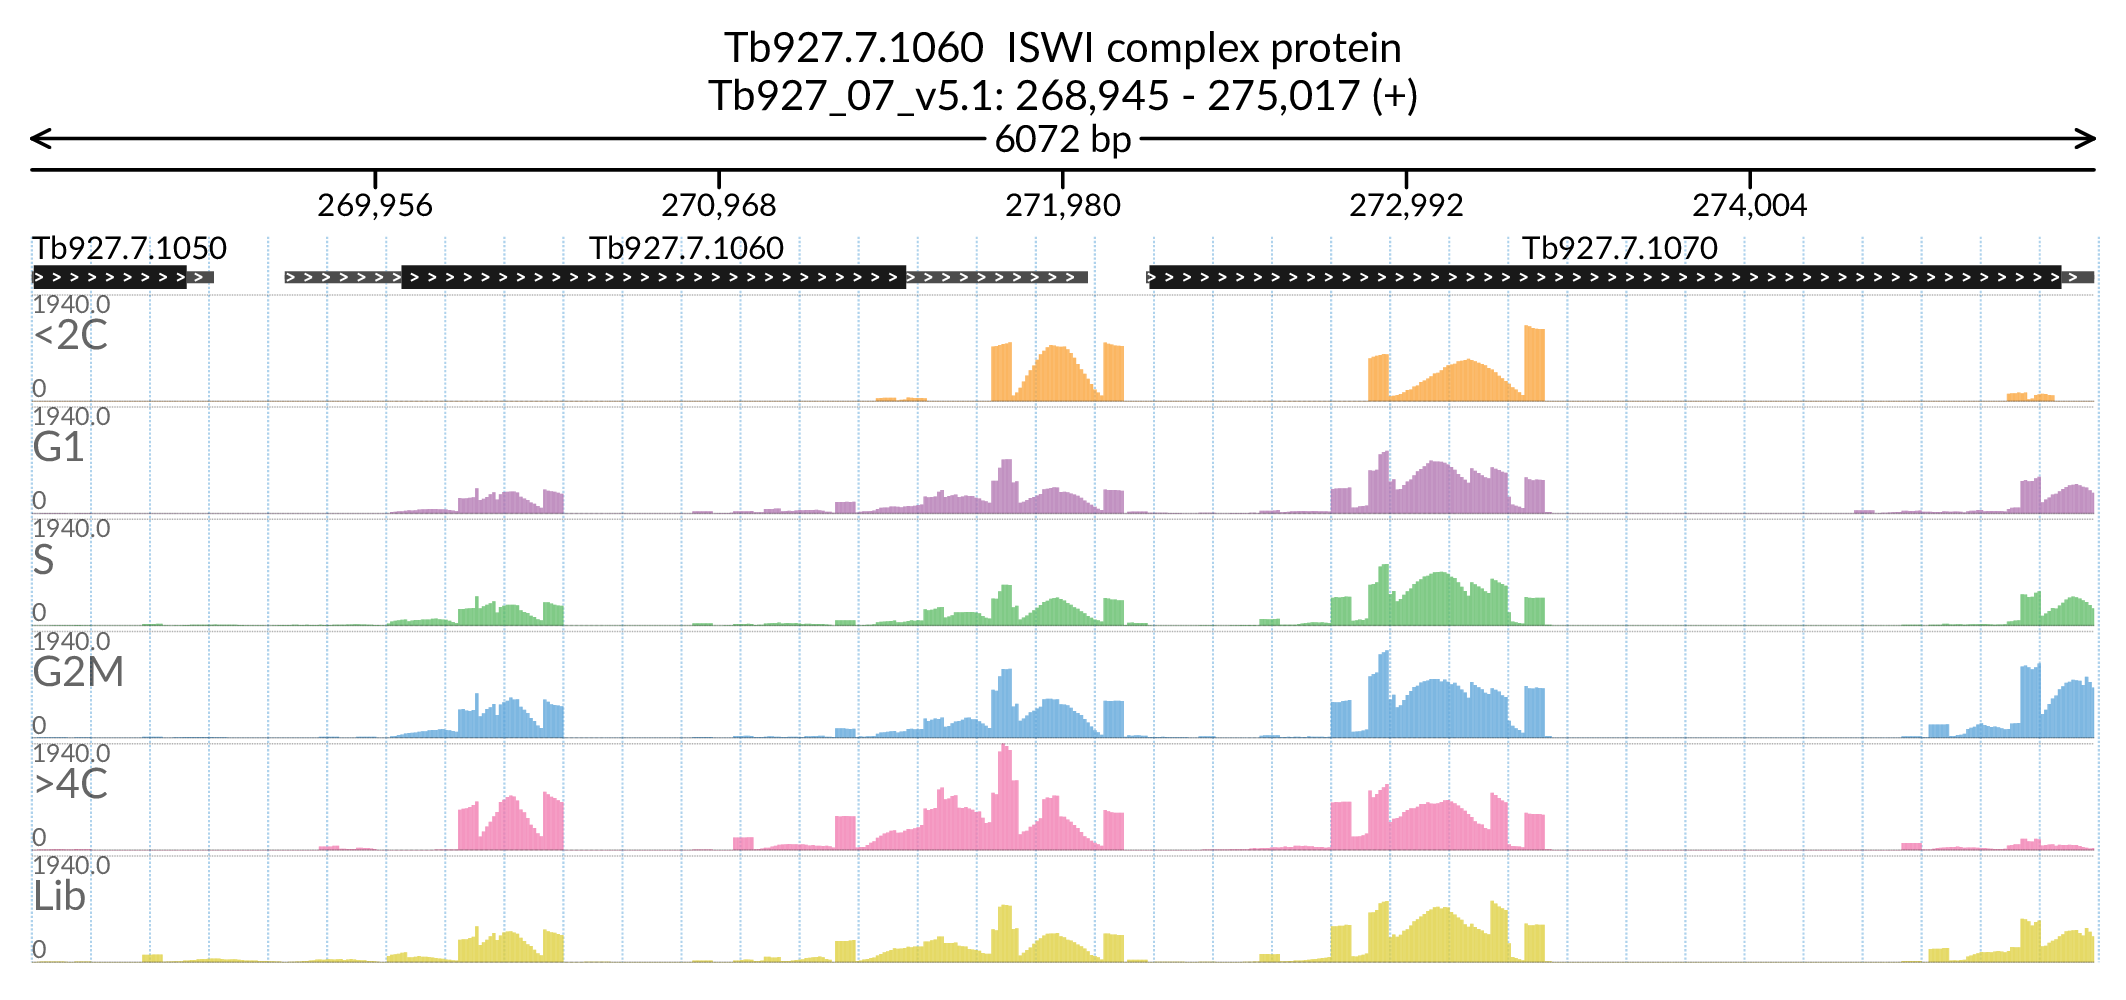 Tb927.7.1060  ISWI complex protein
Tb927_07_v5.1: 268,945 - 275,017 (+)
6072 bp
269,956 270,968 271,980 272,992 274,004
Tb927.7.1050 Tb927.7.1060 Tb927.7.1070
1940.0
<2C
0
1940.0
G1
0
1940.0
S
0
1940.0
G2M
0
1940.0
>4C
0
1940.0
Lib
0